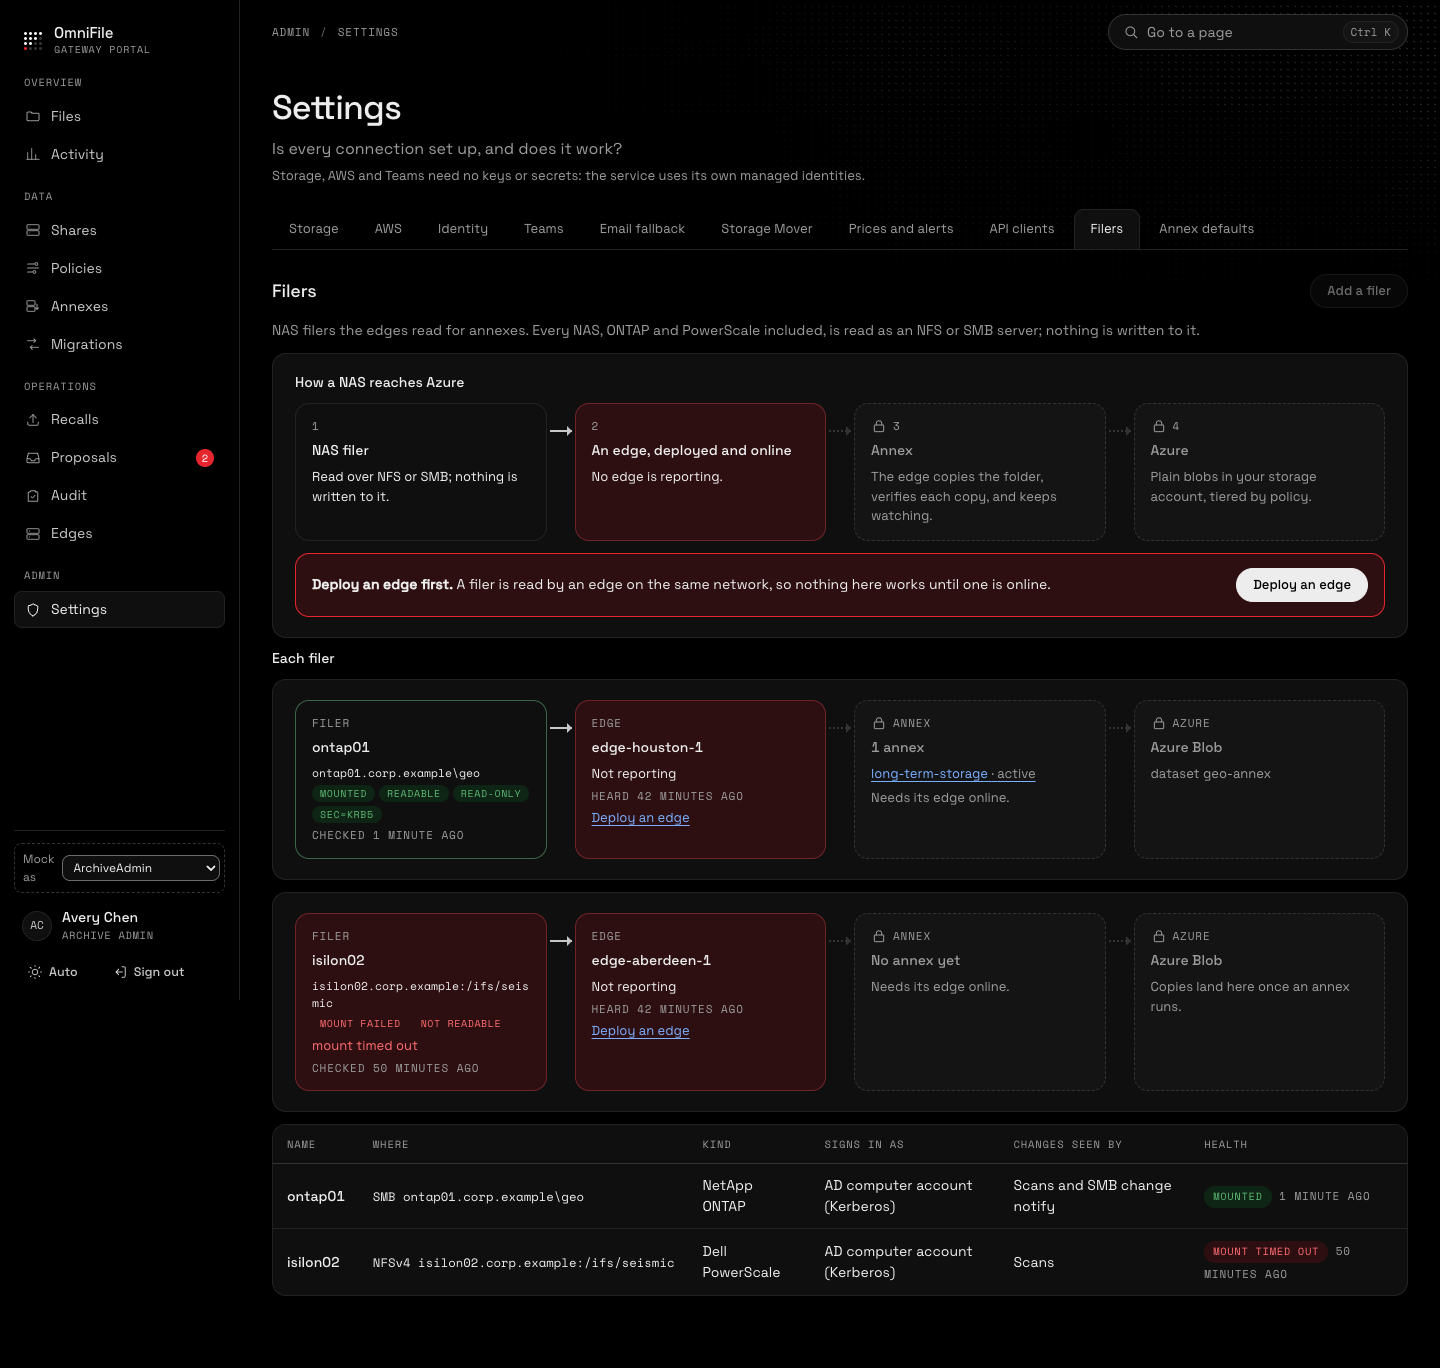 OmniFile
GATEWAY PORTAL
OVERVIEW
Files
Activity
DATA
Shares
Policies
Annexes
Migrations
OPERATIONS
Recalls
Proposals 2
Audit
Edges
ADMIN
Settings
Mock as
ArchiveAdmin
AC
Avery Chen
ARCHIVE ADMIN
Auto
Sign out
ADMIN / SETTINGS
Go to a page
Ctrl K
Settings
Is every connection set up, and does it work?
Storage, AWS and Teams need no keys or secrets: the service uses its own managed identities.
Storage AWS Identity Teams Email fallback Storage Mover Prices and alerts API clients Filers Annex defaults
Filers
Add a filer
NAS filers the edges read for annexes. Every NAS, ONTAP and PowerScale included, is read as an NFS or SMB server; nothing is written to it.
How a NAS reaches Azure
1
NAS filer
Read over NFS or SMB; nothing is
written to it.
2
An edge, deployed and online
No edge is reporting.
3
Annex
The edge copies the folder,
verifies each copy, and keeps
watching.
4
Azure
Plain blobs in your storage
account, tiered by policy.
Deploy an edge first. A filer is read by an edge on the same network, so nothing here works until one is online.
Deploy an edge
Each filer
FILER
ontap01
ontap01.corp.example\geo
MOUNTED READABLE READ-ONLY
SEC=KRB5
CHECKED 1 MINUTE AGO
EDGE
edge-houston-1
Not reporting
HEARD 42 MINUTES AGO
Deploy an edge
ANNEX
1 annex
long-term-storage · active
Needs its edge online.
AZURE
Azure Blob
dataset geo-annex
FILER
isilon02
isilon02.corp.example:/ifs/seis
mic
MOUNT FAILED NOT READABLE
mount timed out
CHECKED 50 MINUTES AGO
EDGE
edge-aberdeen-1
Not reporting
HEARD 42 MINUTES AGO
Deploy an edge
ANNEX
No annex yet
Needs its edge online.
AZURE
Azure Blob
Copies land here once an annex
runs.
NAME WHERE KIND SIGNS IN AS CHANGES SEEN BY HEALTH
ontap01 SMB ontap01.corp.example\geo NetApp ONTAP AD computer account (Kerberos) Scans and SMB change notify MOUNTED 1 MINUTE AGO
isilon02 NFSv4 isilon02.corp.example:/ifs/seismic Dell PowerScale AD computer account (Kerberos) Scans MOUNT TIMED OUT 50 MINUTES AGO